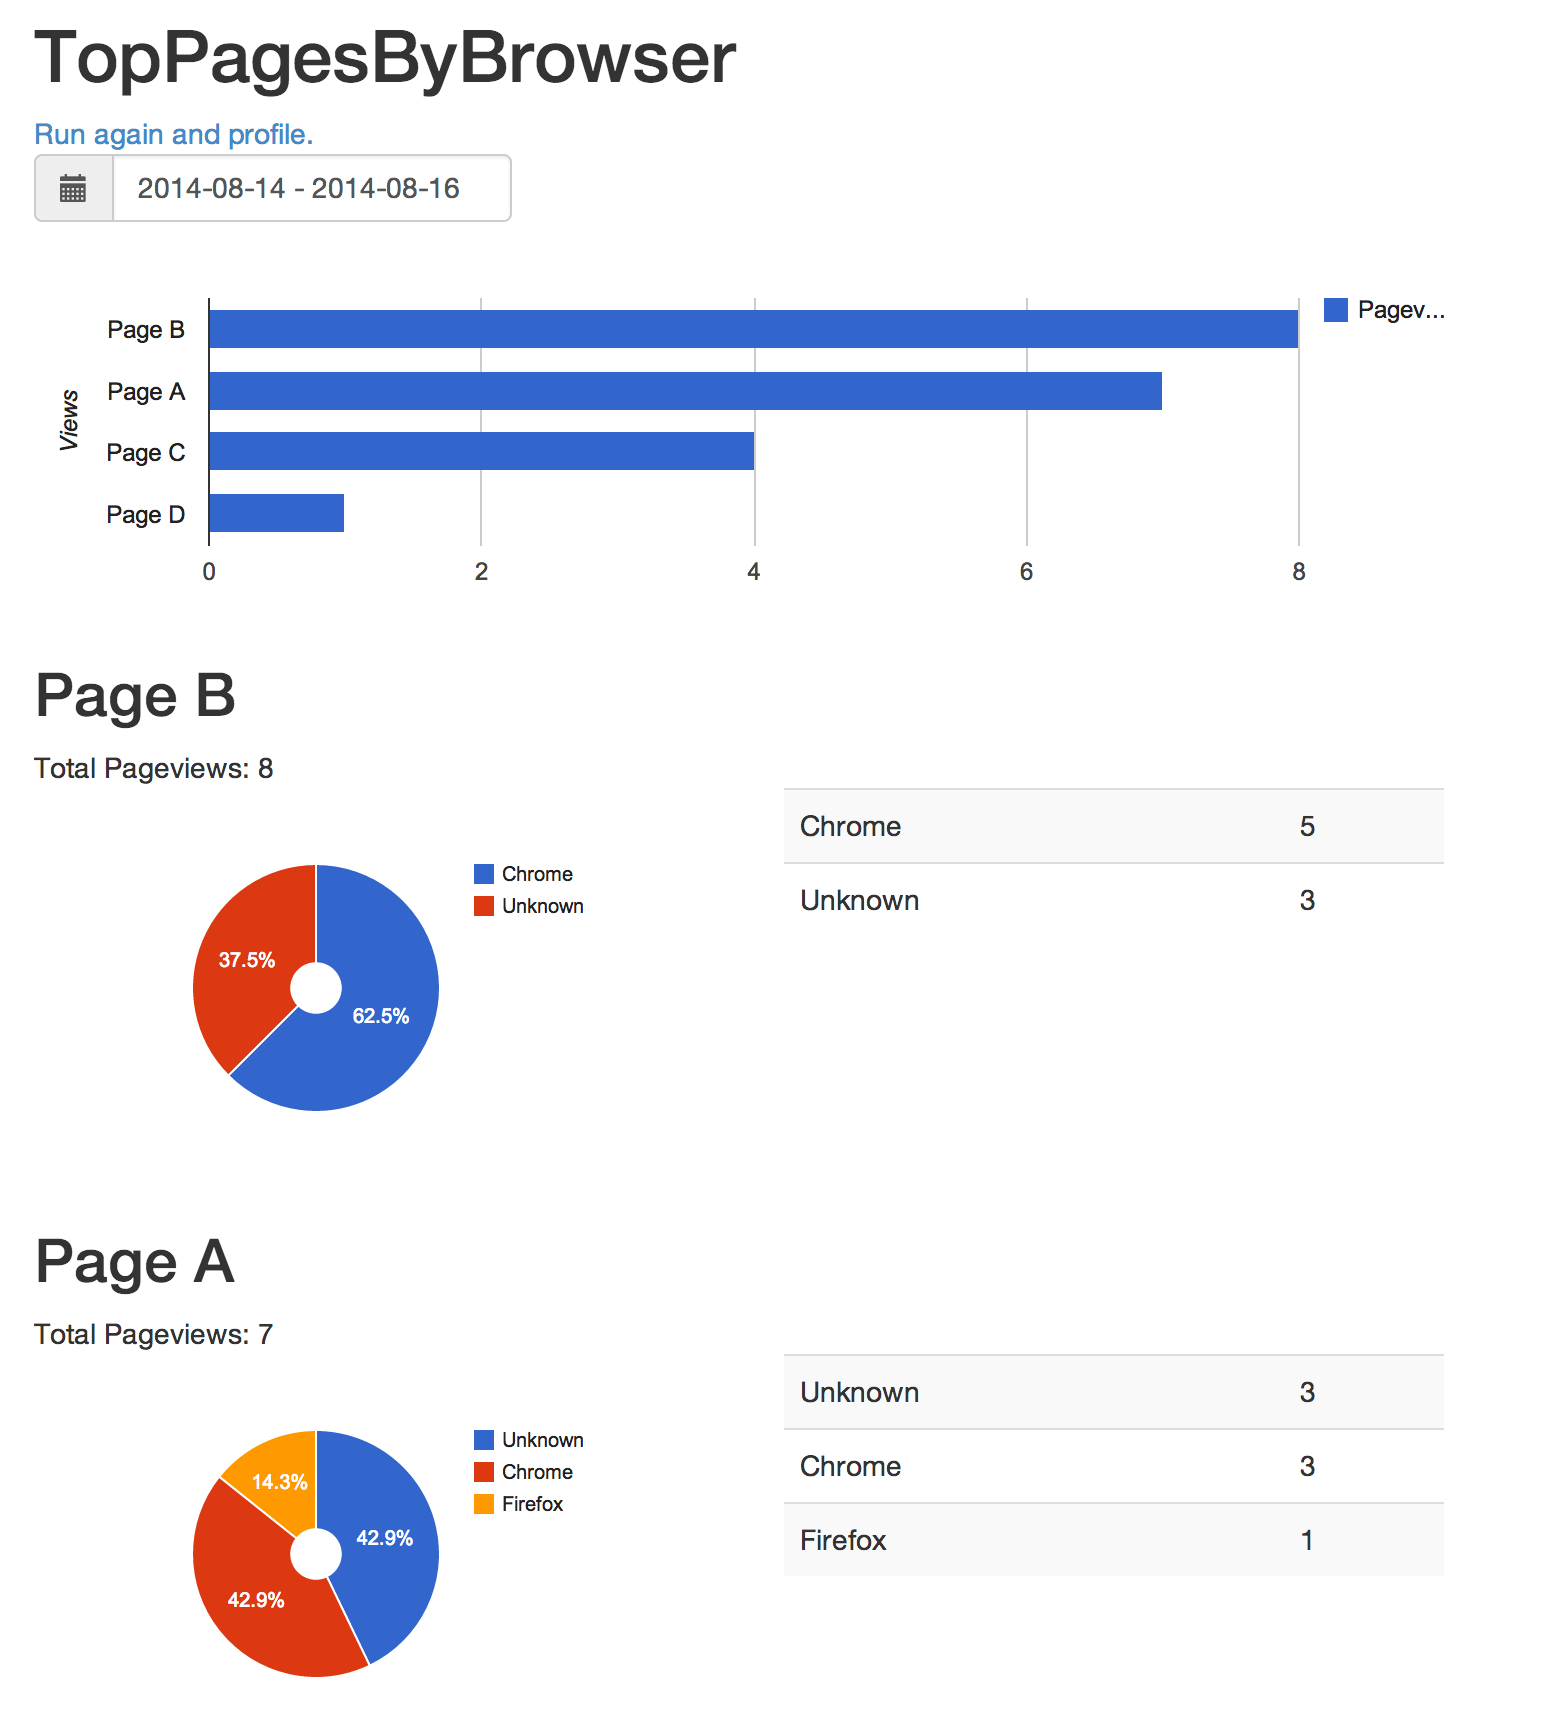 TopPagesByBrowser
Run again and profile.
2014-08-14 - 2014-08-16
Pagev...
Views
Page B
Page A
Page C
Page D
0 2 4 6 8
Page B
Total Pageviews: 8
Chrome
Unknown
37.5%
62.5%
Chrome 5
Unknown 3
Page A
Total Pageviews: 7
Unknown
Chrome
Firefox
14.3%
42.9%
42.9%
Unknown 3
Chrome 3
Firefox 1